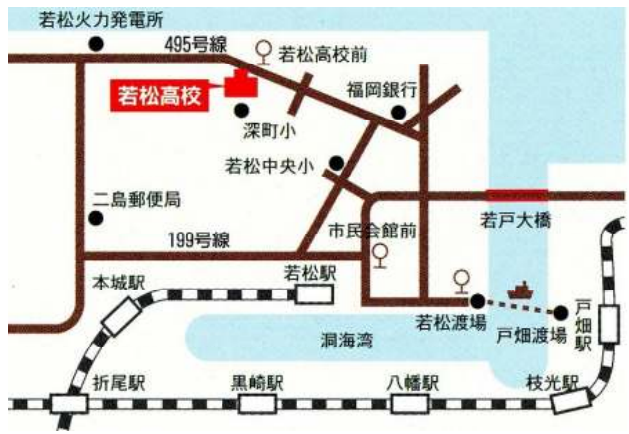 若松火力発電所
495号線
若松高校前
若松高校
福岡銀行
深町小
若松中央小
二島郵便局
若戸大橋
市民会館前
199号線
若松駅
本城駅
若松渡場
戸畑渡場
戸畑駅
洞海湾
折尾駅
黒崎駅
八幡駅
枝光駅